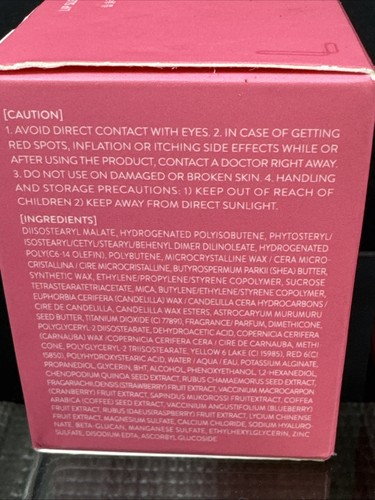 [CAUTION]
1. AVOID DIRECT CONTACT WITH EYES. 2. IN CASE OF GETTING
RED SPOTS, INFLATION OR ITCHING SIDE EFFECTS WHILE OR
AFTER USING THE PRODUCT, CONTACT A DOCTOR RIGHT AWAY.
3. DO NOT USE ON DAMAGED OR BROKEN SKIN. 4. HANDLING
AND STORAGE PRECAUTIONS: 1) KEEP OUT OF REACH OF
CHILDREN 2) KEEP AWAY FROM DIRECT SUNLIGHT.
[INGREDIENTS]
DIISOSTEARYL MALATE, HYDROGENATED POLYISOBUTENE, PHYTOSTERYL/
ISOSTEARYL/CETYL/STEARYL/BEHENYL DIMER DILINOLEATE, HYDROGENATED
POLY(C6-14 OLEFIN), POLYBUTENE, MICROCRYSTALLINE WAX / CERA MICRO-
CRISTALLINA / CIRE MICROCRISTALLINE, BUTYROSPERMUM PARKII (SHEA) BUTTER,
SYNTHETIC WAX, ETHYLENE/PROPYLENE/STYRENE COPOLYMER, SUCROSE
TETRASTEARATETRIACETATE, MICA, BUTYLENE/ETHYLENE/STYRENE COPOLYMER,
EUPHORBIA CERIFERA (CANDELILLA) WAX / CANDELILLA CERA HYDROCARBONS /
CIRE DE CANDELILLA, CANDELILLA WAX ESTERS, ASTROCARYUM MURUMURU
SEED BUTTER, TITANIUM DIOXIDE (CI 77891), FRAGRANCE/ PARFUM, DIMETHICONE,
POLYGLYCERYL-2 DIISOSTEARATE, DEHYDROACETIC ACID, COPERNICIA CERIFERA
(CARNAUBA) WAX /COPERNICIA CERIFERA CERA / CIRE DE CARNAUBA, METHI
CONE, POLYGLYCERYL-2 TRIISOSTEARATE, YELLOW 6 LAKE (CI 15985), RED 6(CI
15850), POLYHYDROXYSTEARIC ACID, WATER / AQUA / EAU, POTASSIUM ALGINATE,
PROPANEDIOL, GLYCERIN, BHT, ALCOHOL, PHENOXYETHANOL, 1,2-HEXANEDIOL,
CHENOPODIUM QUINOA SEED EXTRACT, RUBUS CHAMAEMORUS SEED EXTRACT,
FRAGARIACHILOENSIS(STRAWBERRY) FRUIT EXTRACT, VACCINIUM MACROCARPON
(CRANBERRY) FRUIT EXTRACT, SAPINDUS MUKOROSSI FRUITEXTRACT, COFFEA
ARABICA (COFFEE) SEED EXTRACT, VACCINIUM ANGUSTIFOLIUM (BLUEBERRY)
FRUIT EXTRACT, RUBUS IDAEUS(RASPBERRY) FRUIT EXTRACT, LYCIUM CHINENSE
FRUIT EXTRACT, MAGNESIUM SULFATE, CALCIUM CHLORIDE, SODIUM HYALURO-
NATE, BETA-GLUCAN, MANGANESE SULFATE, ETHYLHEXYLGLYCERIN, ZINC
SULFATE, DISODIUM EDTA, ASCORBYL GLUCOSIDE